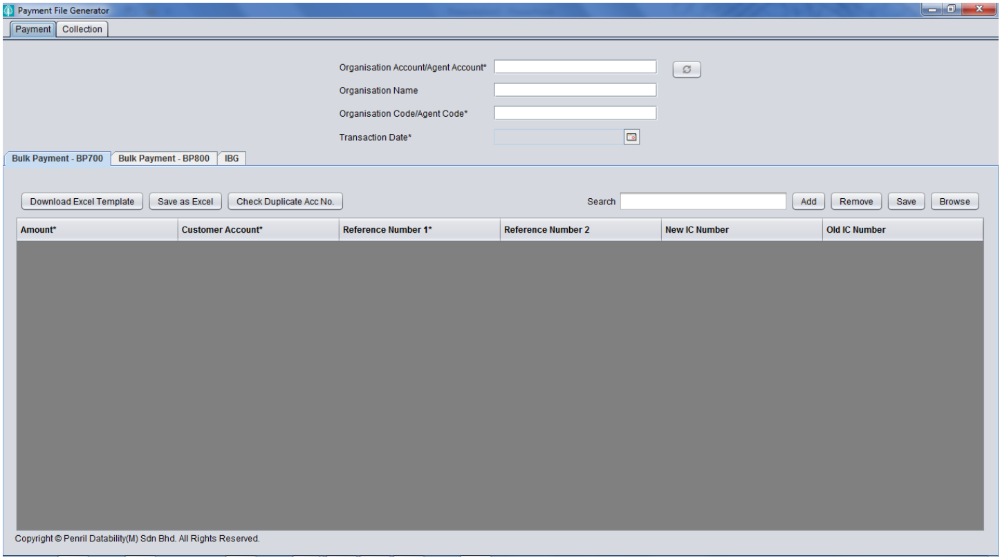 Payment File Generator
Payment Collection
Organisation Account/Agent Account*
Organisation Name
Organisation Code/Agent Code*
Transaction Date*
Bulk Payment - BP700 Bulk Payment - BP800 IBG
Download Excel Template Save as Excel Check Duplicate Acc No. Search Add Remove Save Browse
Amount* Customer Account* Reference Number 1* Reference Number 2 New IC Number Old IC Number
Copyright © Penril Datability(M) Sdn Bhd. All Rights Reserved.